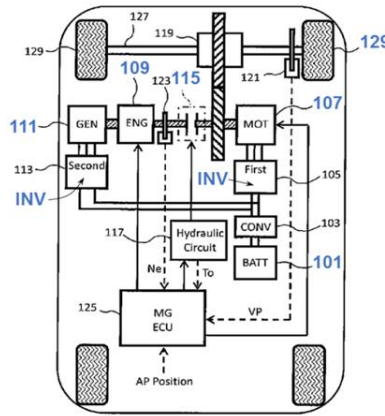 127
119
129
129
121
109
123
115
107
111
GEN
ENG
MOT
113
Second
First
105
INV
INV
CONV
103
117
Hydraulic
Circuit
BATT
101
Ne
To
125
MG
ECU
VP
AP Position